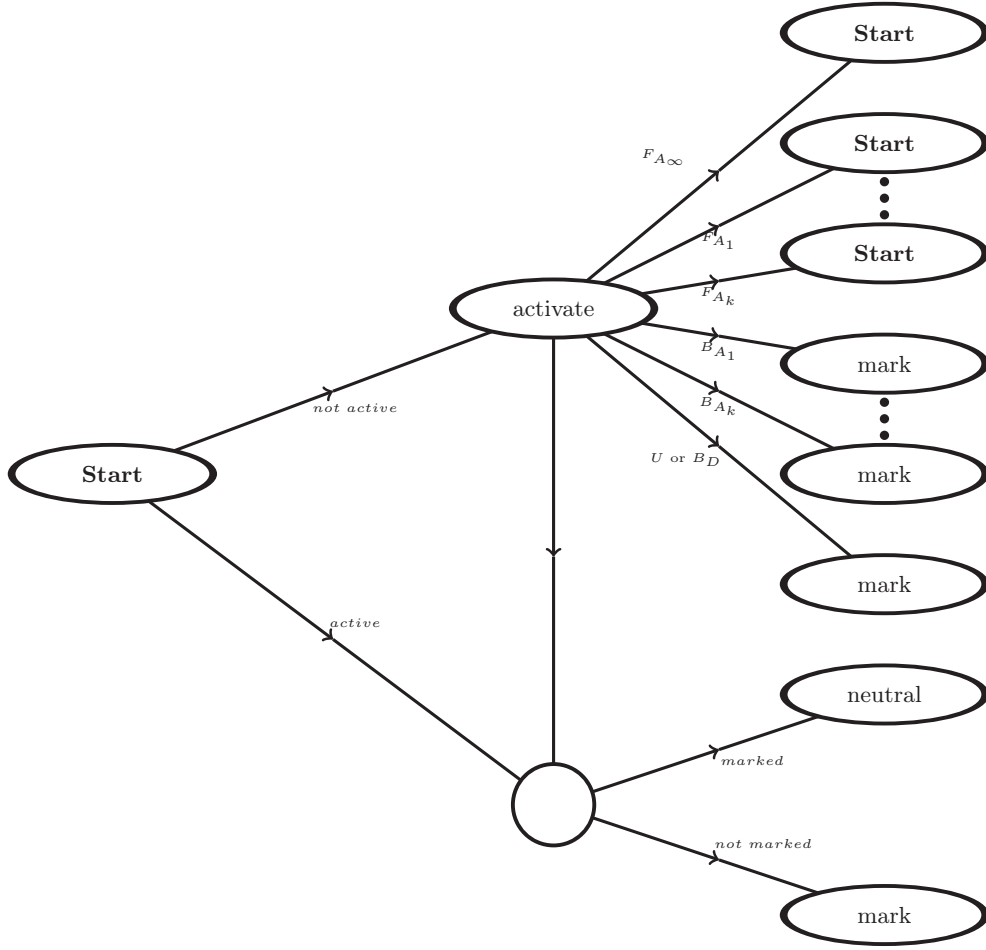 Start
F_{A_∞}
Start
F_{A_1}
Start
F_{A_k}
activate
B_{A_1}
mark
B_{A_k}
not active
U or B_D
mark
Start
mark
active
neutral
marked
not marked
mark